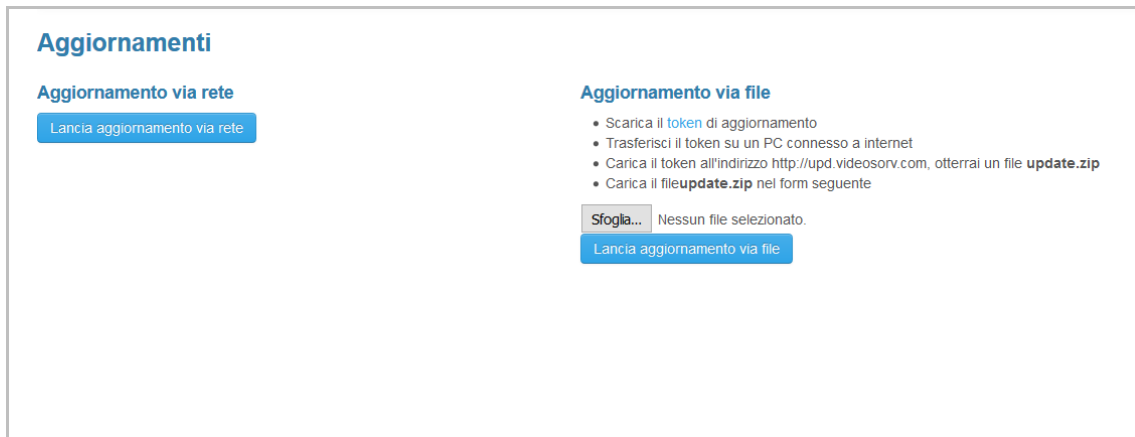 Aggiornamenti
Aggiornamento via rete
Lancia aggiornamento via rete
Aggiornamento via file
• Scarica il token di aggiornamento
• Trasferisci il token su un PC connesso a internet
• Carica il token all'indirizzo http://upd.videosorv.com, otterrai un file update.zip
• Carica il fileupdate.zip nel form seguente
Sfoglia... Nessun file selezionato.
Lancia aggiornamento via file